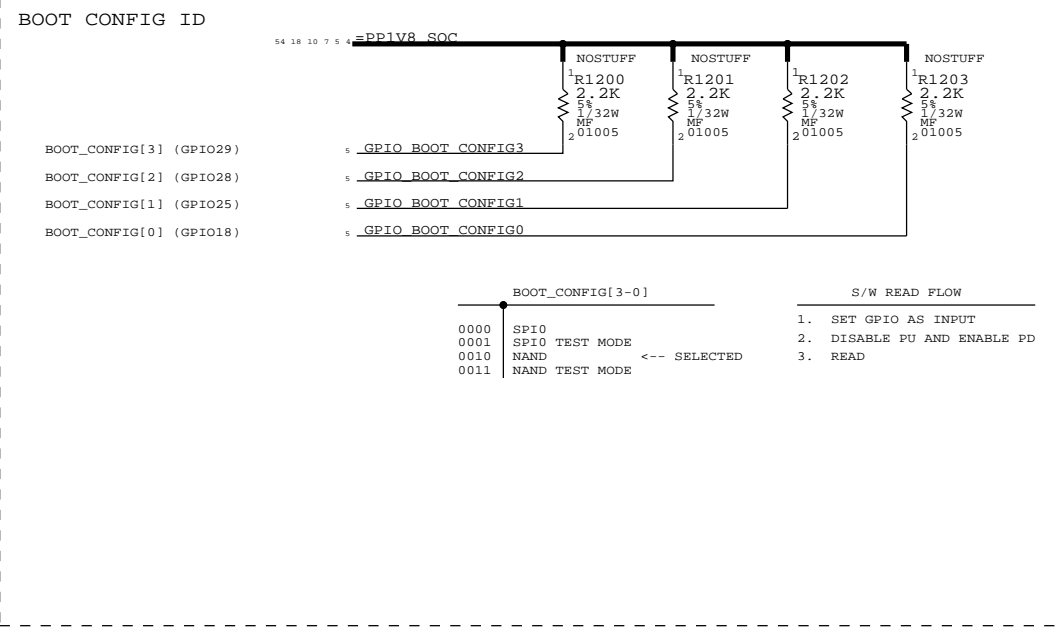 BOOT CONFIG ID
54 18 10 7 5 4 =PP1V8_SOC
NOSTUFF NOSTUFF NOSTUFF
1 R1200 1 R1201 1 R1202 1 R1203
2.2K 2.2K 2.2K 2.2K
5% 5% 5% 5%
1/32W 1/32W 1/32W 1/32W
MF MF MF MF
2 01005 2 01005 2 01005 2 01005
BOOT_CONFIG[3] (GPIO29) 5 GPIO_BOOT_CONFIG3
BOOT_CONFIG[2] (GPIO28) 5 GPIO_BOOT_CONFIG2
BOOT_CONFIG[1] (GPIO25) 5 GPIO_BOOT_CONFIG1
BOOT_CONFIG[0] (GPIO18) 5 GPIO_BOOT_CONFIG0
BOOT_CONFIG[3-0]
0000 SPI0
0001 SPI0 TEST MODE
0010 NAND <-- SELECTED
0011 NAND TEST MODE
S/W READ FLOW
1. SET GPIO AS INPUT
2. DISABLE PU AND ENABLE PD
3. READ